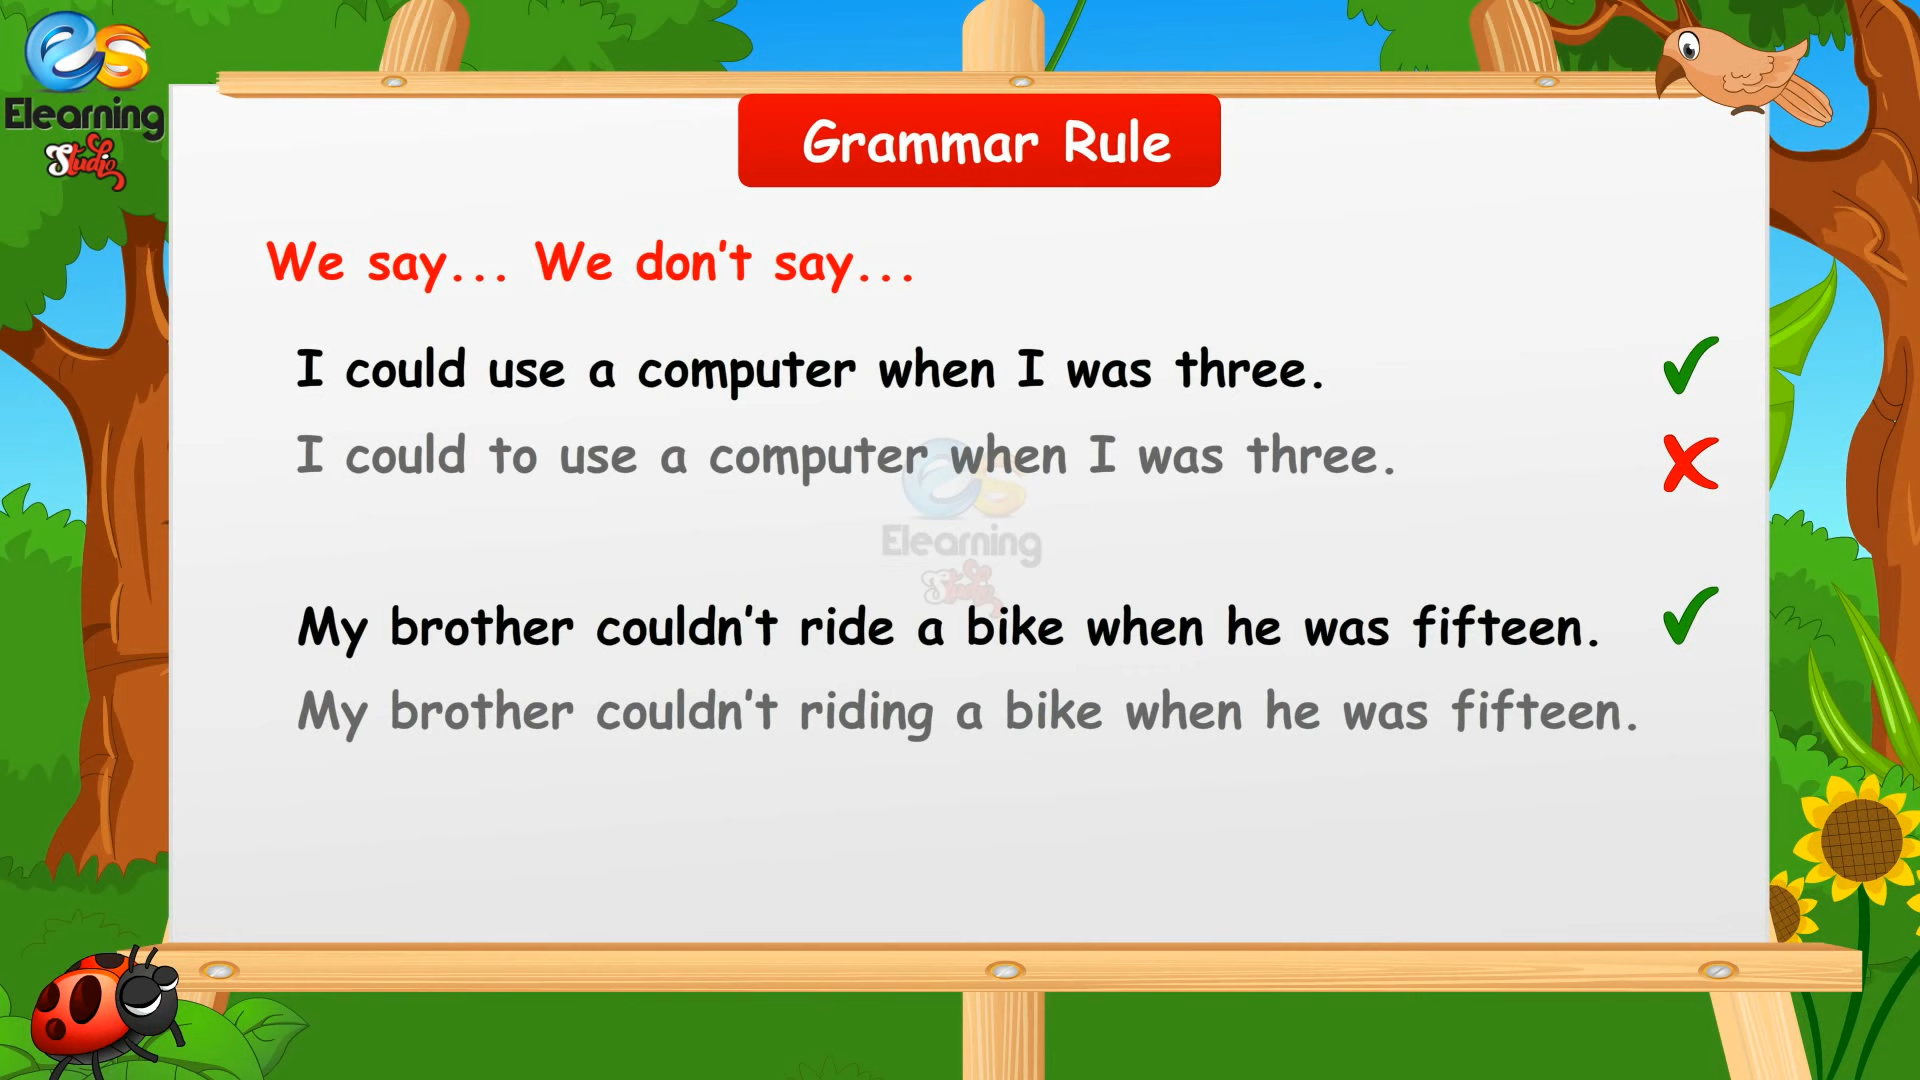 es
Elearning
Studio
Grammar Rule
We say... We don't say...
I could use a computer when I was three.
I could to use a computer when I was three.
es
Elearning
Studio
My brother couldn't ride a bike when he was fifteen.
My brother couldn't riding a bike when he was fifteen.